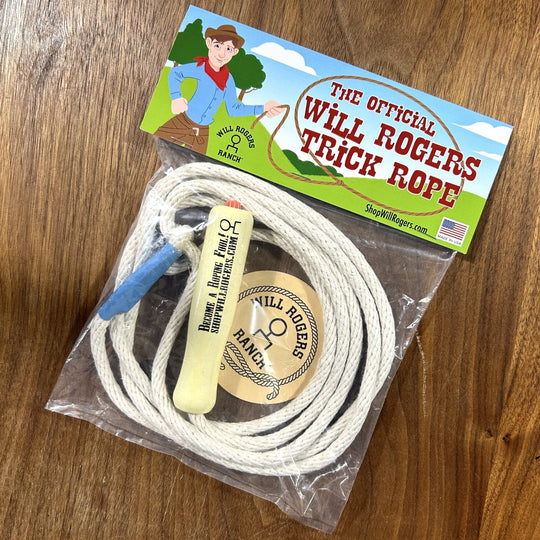 THE OFFICIAL
WILL ROGERS
TRICK ROPE
WILL ROGERS
RANCH
ShopWillRogers.com
MADE IN USA
BECOME A ROPING FOOL!
SHOPWILLROGERS.COM
WILL ROGERS
RANCH